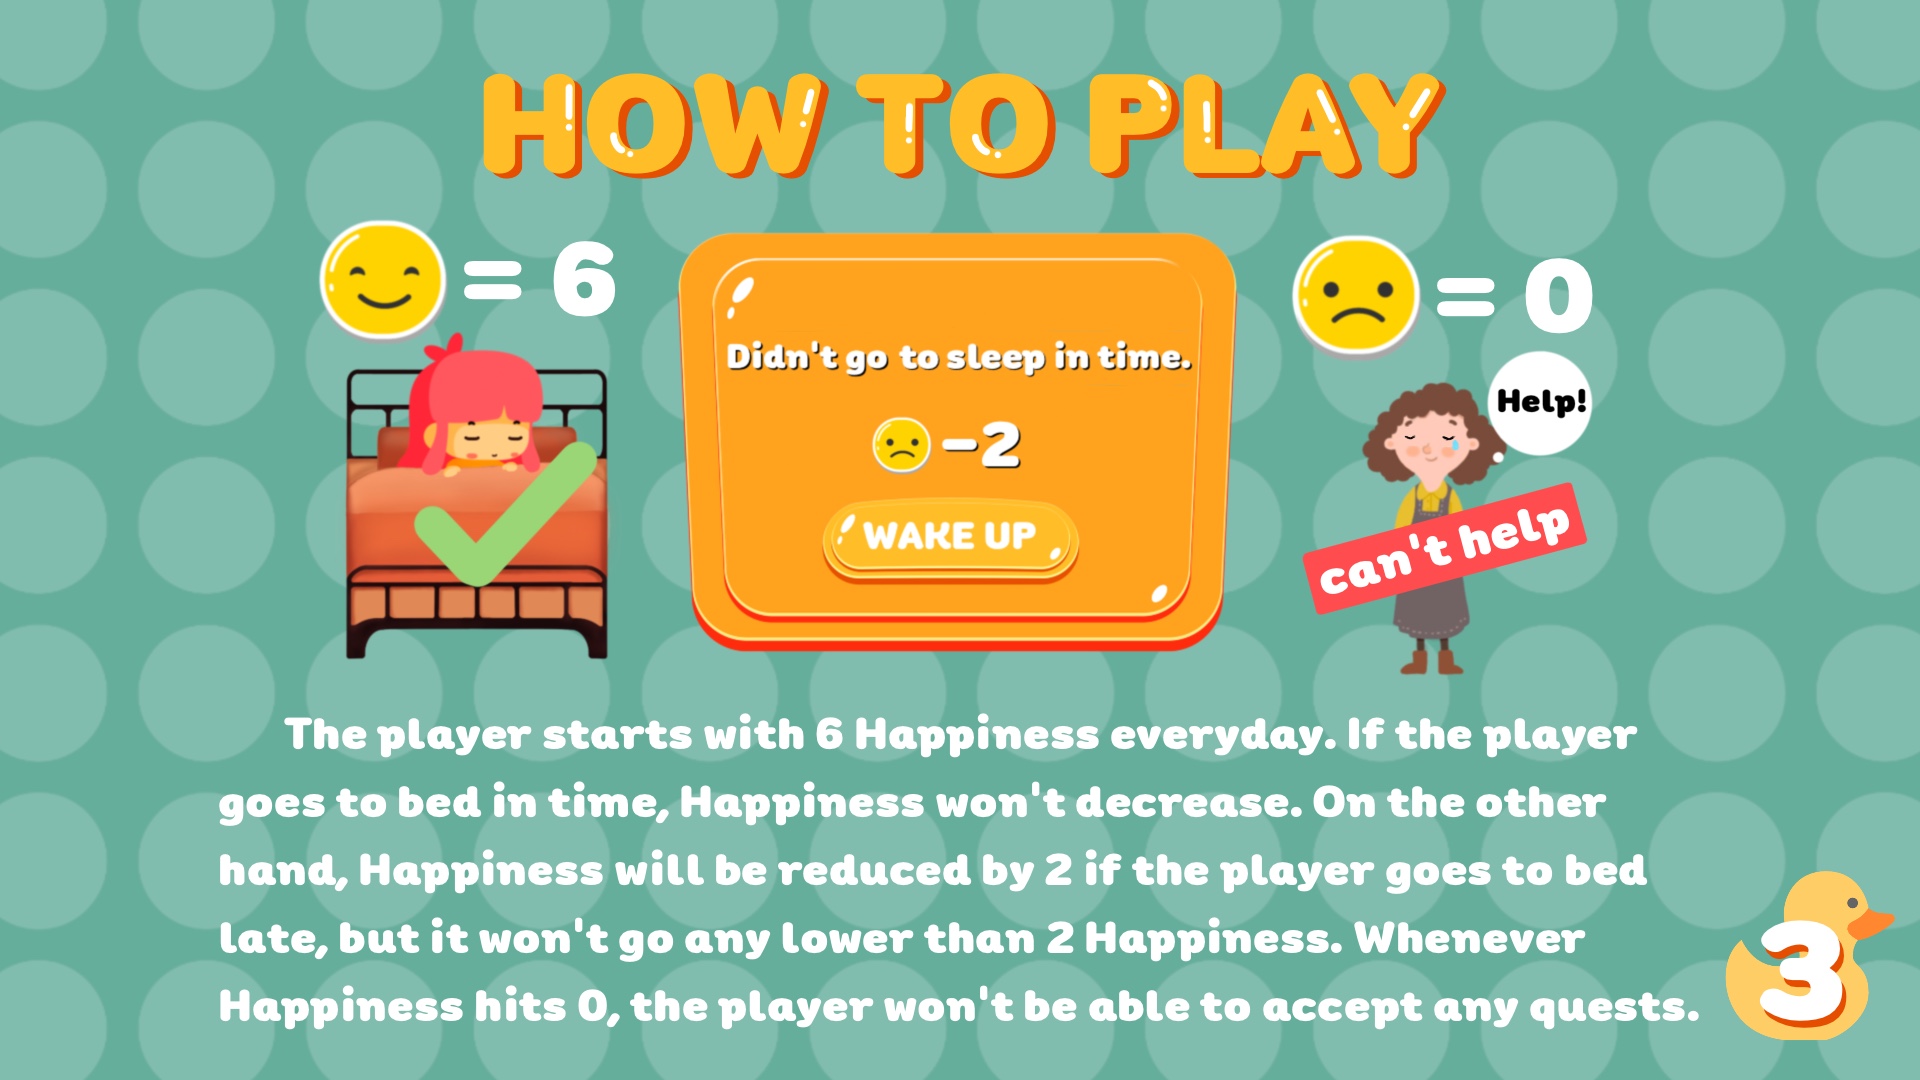 HOW TO PLAY
= 6
Didn't go to sleep in time.
-2
WAKE UP
= 0
Help!
can't help
The player starts with 6 Happiness everyday. If the player
goes to bed in time, Happiness won't decrease. On the other
hand, Happiness will be reduced by 2 if the player goes to bed
late, but it won't go any lower than 2 Happiness. Whenever
Happiness hits 0, the player won't be able to accept any quests.
3